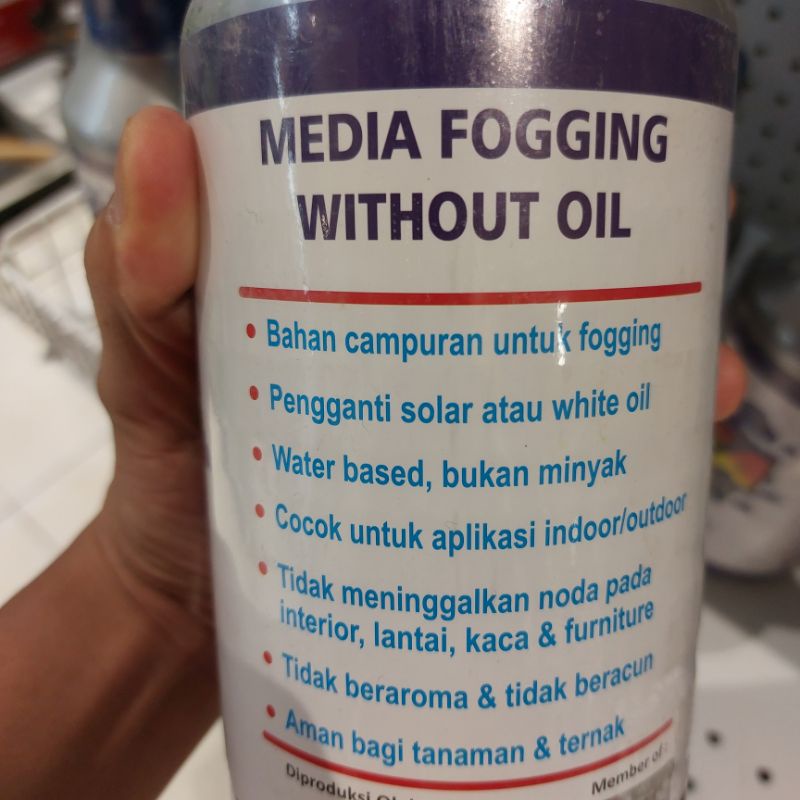 MEDIA FOGGING
WITHOUT OIL
• Bahan campuran untuk fogging
• Pengganti solar atau white oil
• Water based, bukan minyak
• Cocok untuk aplikasi indoor/outdoor
• Tidak meninggalkan noda pada
interior, lantai, kaca & furniture
• Tidak beraroma & tidak beracun
• Aman bagi tanaman & ternak
Diproduksi
Member of :